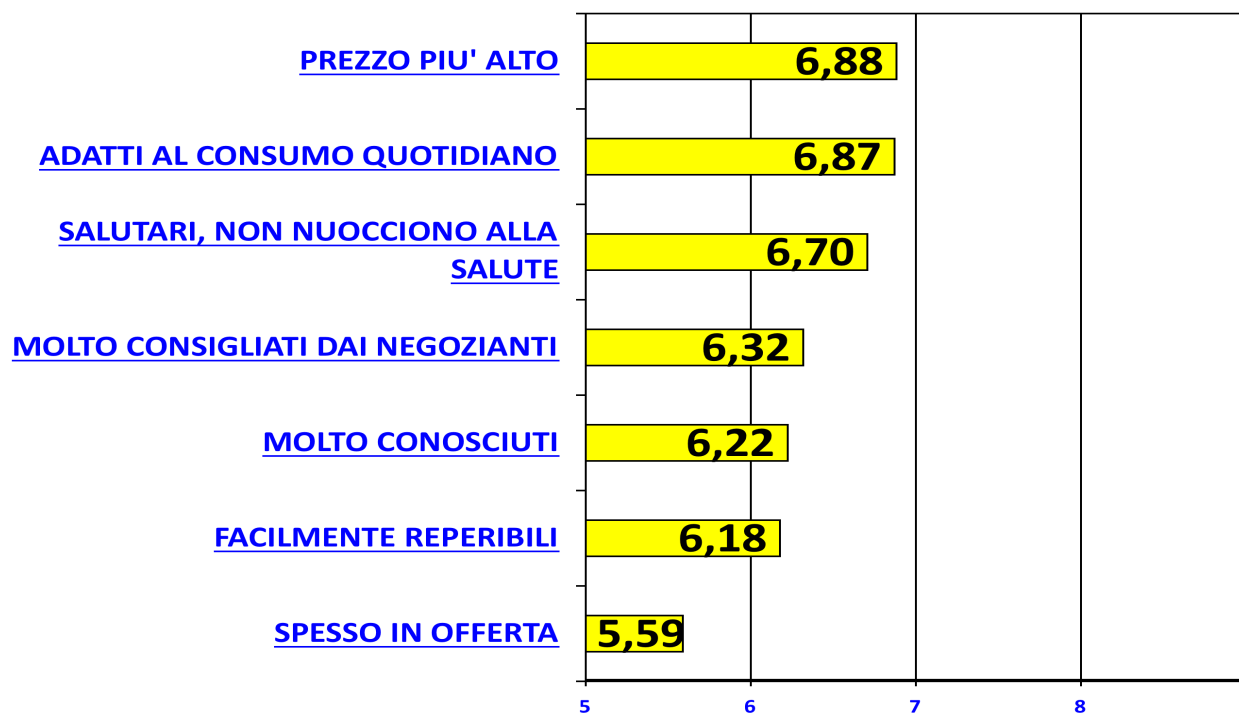 PREZZO PIU' ALTO
6,88
ADATTI AL CONSUMO QUOTIDIANO
6,87
SALUTARI, NON NUOCCIONO ALLA
SALUTE
6,70
MOLTO CONSIGLIATI DAI NEGOZIANTI
6,32
MOLTO CONOSCIUTI
6,22
FACILMENTE REPERIBILI
6,18
SPESSO IN OFFERTA
5,59
5 6 7 8